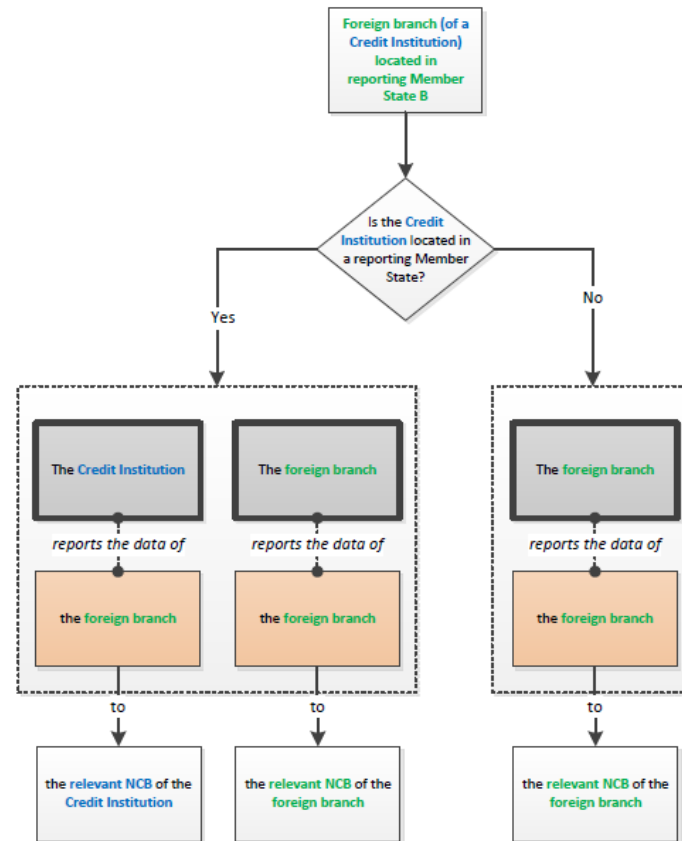 Foreign branch (of a
Credit Institution)
located in
reporting Member
State B
Is the Credit
Institution located in
a reporting Member
State?
Yes
No
The Credit Institution
The foreign branch
The foreign branch
reports the data of
reports the data of
reports the data of
the foreign branch
the foreign branch
the foreign branch
to
to
to
the relevant NCB of the
Credit Institution
the relevant NCB of the
foreign branch
the relevant NCB of the
foreign branch